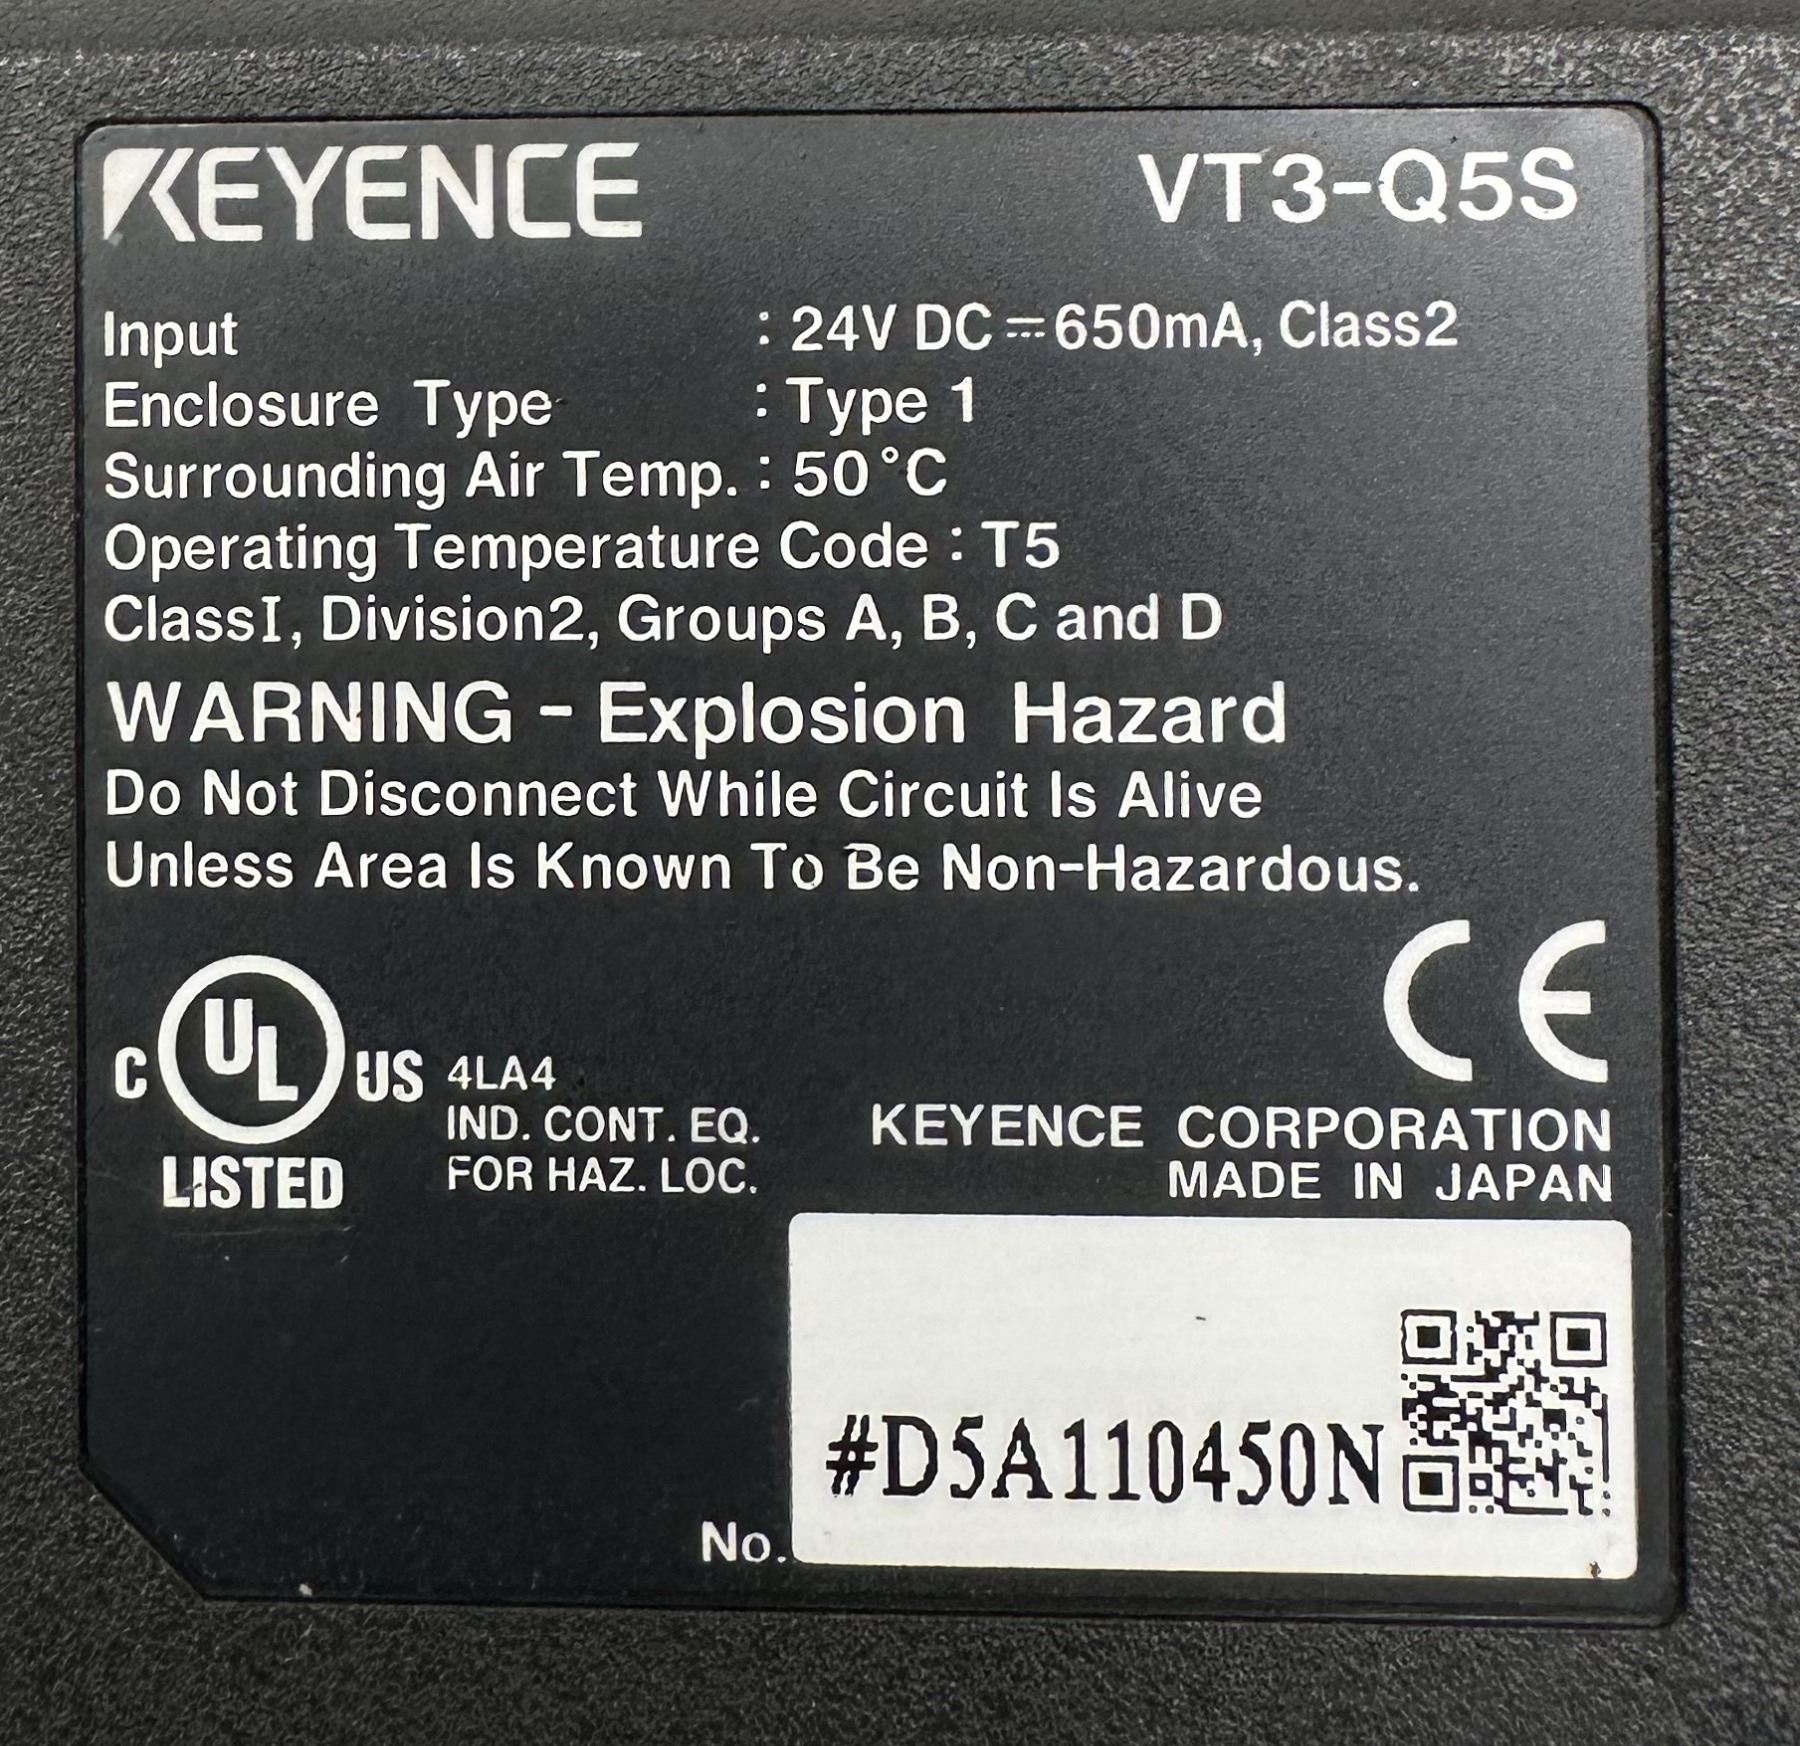 KEYENCE VT3-Q5S
Input : 24V DC⎓650mA, Class2
Enclosure Type : Type 1
Surrounding Air Temp. : 50°C
Operating Temperature Code : T5
ClassI, Division2, Groups A, B, C and D
WARNING - Explosion Hazard
Do Not Disconnect While Circuit Is Alive
Unless Area Is Known To Be Non-Hazardous.
CE
C UL US
LISTED
4LA4
IND. CONT. EQ.
FOR HAZ. LOC.
KEYENCE CORPORATION
MADE IN JAPAN
#D5A110450N
No.